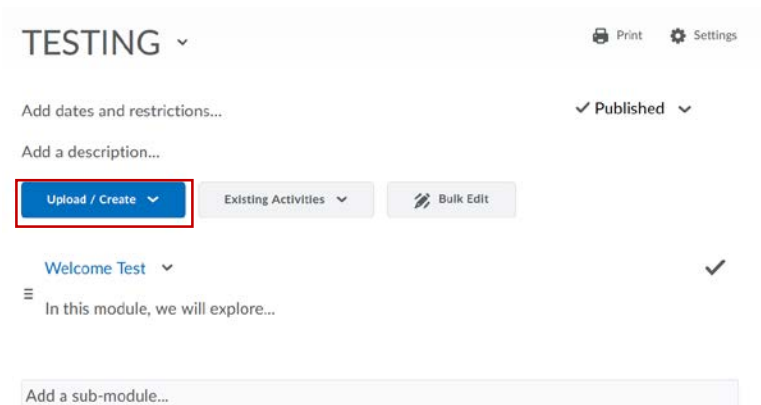 TESTING
Print Settings
Add dates and restrictions...
Published
Add a description...
Upload / Create Existing Activities Bulk Edit
Welcome Test
In this module, we will explore...
Add a sub-module...